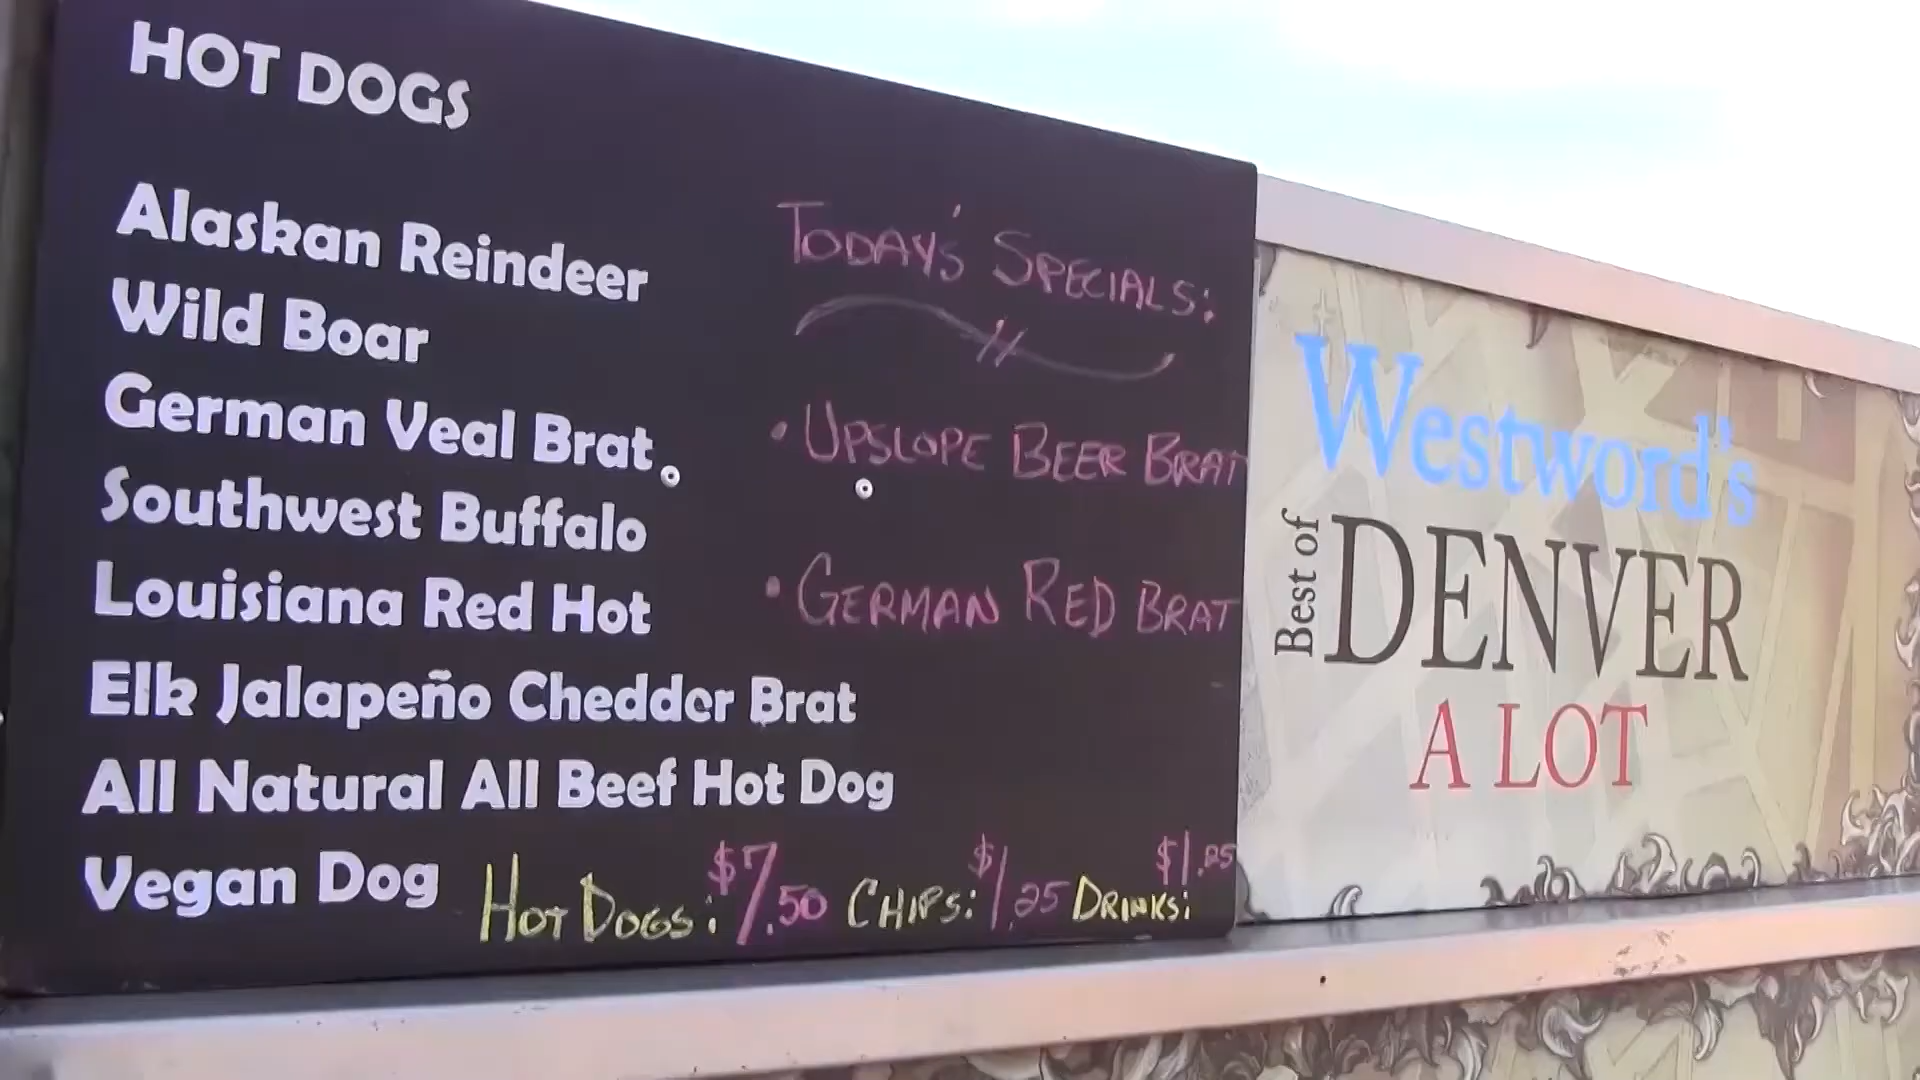 HOT DOGS
Alaskan Reindeer
Wild Boar
German Veal Brat
Southwest Buffalo
Louisiana Red Hot
Elk Jalapeño Cheddar Brat
All Natural All Beef Hot Dog
Vegan Dog
TODAY'S SPECIALS:
• UPSLOPE BEER BRAT
• GERMAN RED BRAT
HOT DOGS: $7.50 CHIPS: $1.25 DRINKS: $1.25
Westword's
Best of DENVER
A LOT